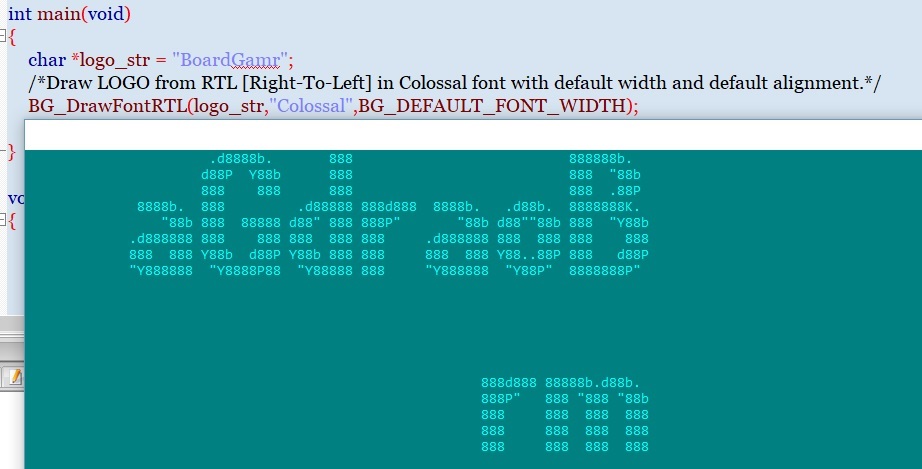 int main(void)
{
char *logo_str = "BoardGamr";
/*Draw LOGO from RTL [Right-To-Left] in Colossal font with default width and default alignment.*/
BG_DrawFontRTL(logo_str,"Colossal",BG_DEFAULT_FONT_WIDTH);
}
{
          .d8888b.       888                           888888b.
         d88P  Y88b      888                           888  "88b
         888    888      888                           888  .88P
 8888b.  888         .d88888 888d888  8888b.   .d88b.  8888888K.
    "88b 888  88888 d88" 888 888P"       "88b d88""88b 888  "Y88b
.d888888 888    888 888  888 888     .d888888 888  888 888    888
888  888 Y88b  d88P Y88b 888 888     888  888 Y88..88P 888   d88P
"Y888888  "Y8888P88  "Y88888 888     "Y888888  "Y88P"  8888888P"
888d888 88888b.d88b.
888P"   888 "888 "88b
888     888  888  888
888     888  888  888
888     888  888  888